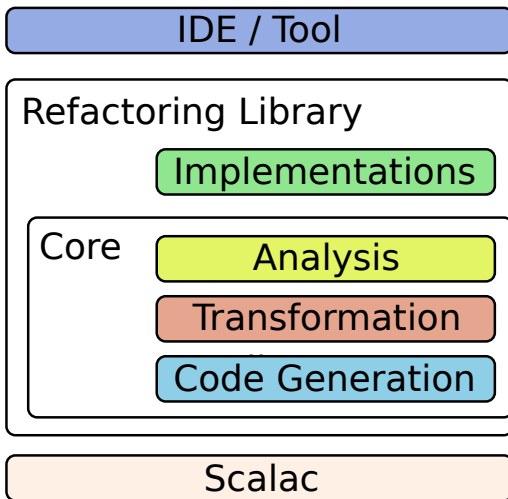 IDE / Tool
Refactoring Library
Implementations
Core
Analysis
Transformation
Code Generation
Scalac